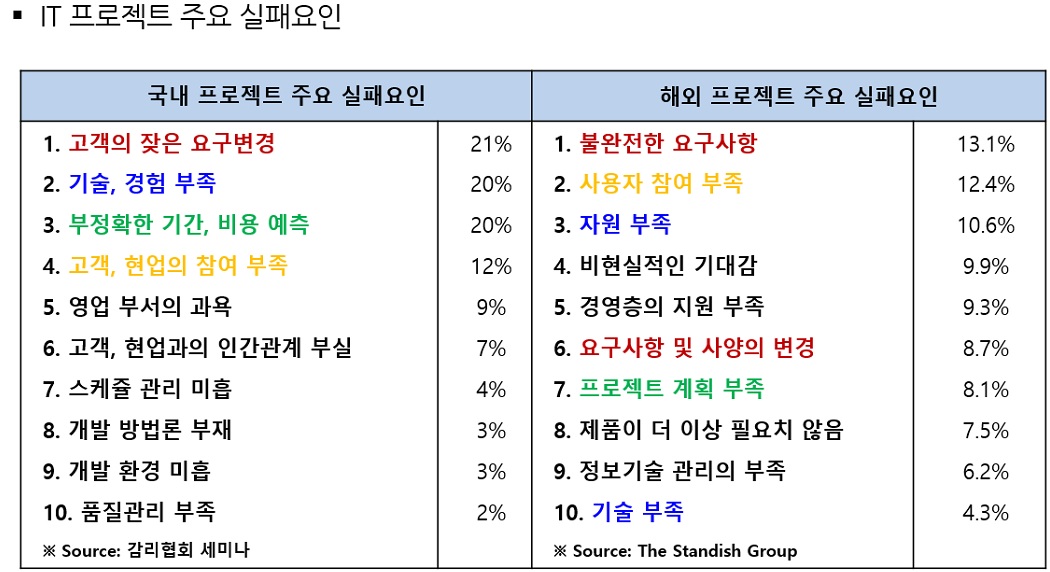 ▪ IT 프로젝트 주요 실패요인
국내 프로젝트 주요 실패요인 해외 프로젝트 주요 실패요인
1. 고객의 잦은 요구변경 21% 1. 불완전한 요구사항 13.1%
2. 기술, 경험 부족 20% 2. 사용자 참여 부족 12.4%
3. 부정확한 기간, 비용 예측 20% 3. 자원 부족 10.6%
4. 고객, 현업의 참여 부족 12% 4. 비현실적인 기대감 9.9%
5. 영업 부서의 과욕 9% 5. 경영층의 지원 부족 9.3%
6. 고객, 현업과의 인간관계 부실 7% 6. 요구사항 및 사양의 변경 8.7%
7. 스케쥴 관리 미흡 4% 7. 프로젝트 계획 부족 8.1%
8. 개발 방법론 부재 3% 8. 제품이 더 이상 필요치 않음 7.5%
9. 개발 환경 미흡 3% 9. 정보기술 관리의 부족 6.2%
10. 품질관리 부족 2% 10. 기술 부족 4.3%
※ Source: 감리협회 세미나 ※ Source: The Standish Group